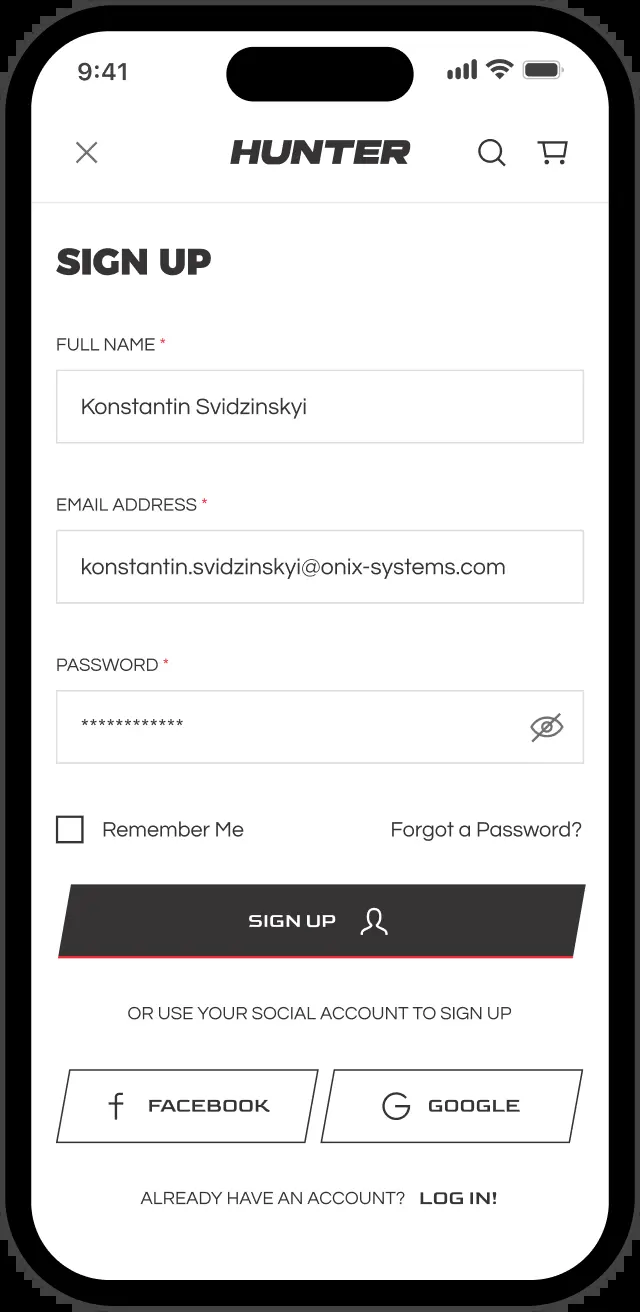 9:41
HUNTER
SIGN UP
FULL NAME *
Konstantin Svidzinskyi
EMAIL ADDRESS *
konstantin.svidzinskyi@onix-systems.com
PASSWORD *
************
Remember Me Forgot a Password?
SIGN UP
OR USE YOUR SOCIAL ACCOUNT TO SIGN UP
f FACEBOOK G GOOGLE
ALREADY HAVE AN ACCOUNT? LOG IN!